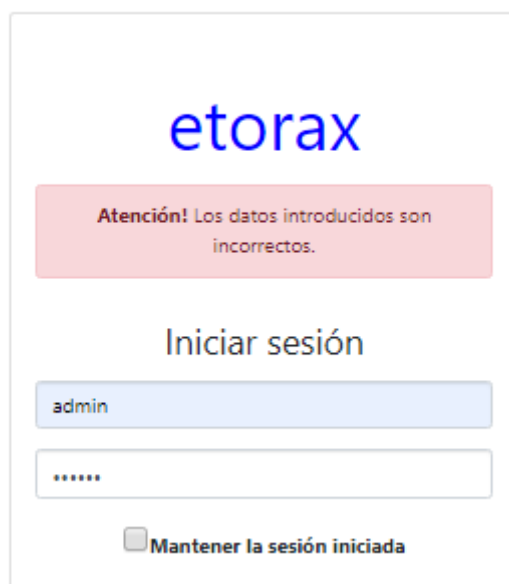 etorax
Atención! Los datos introducidos son
incorrectos.
Iniciar sesión
admin
••••••
Mantener la sesión iniciada